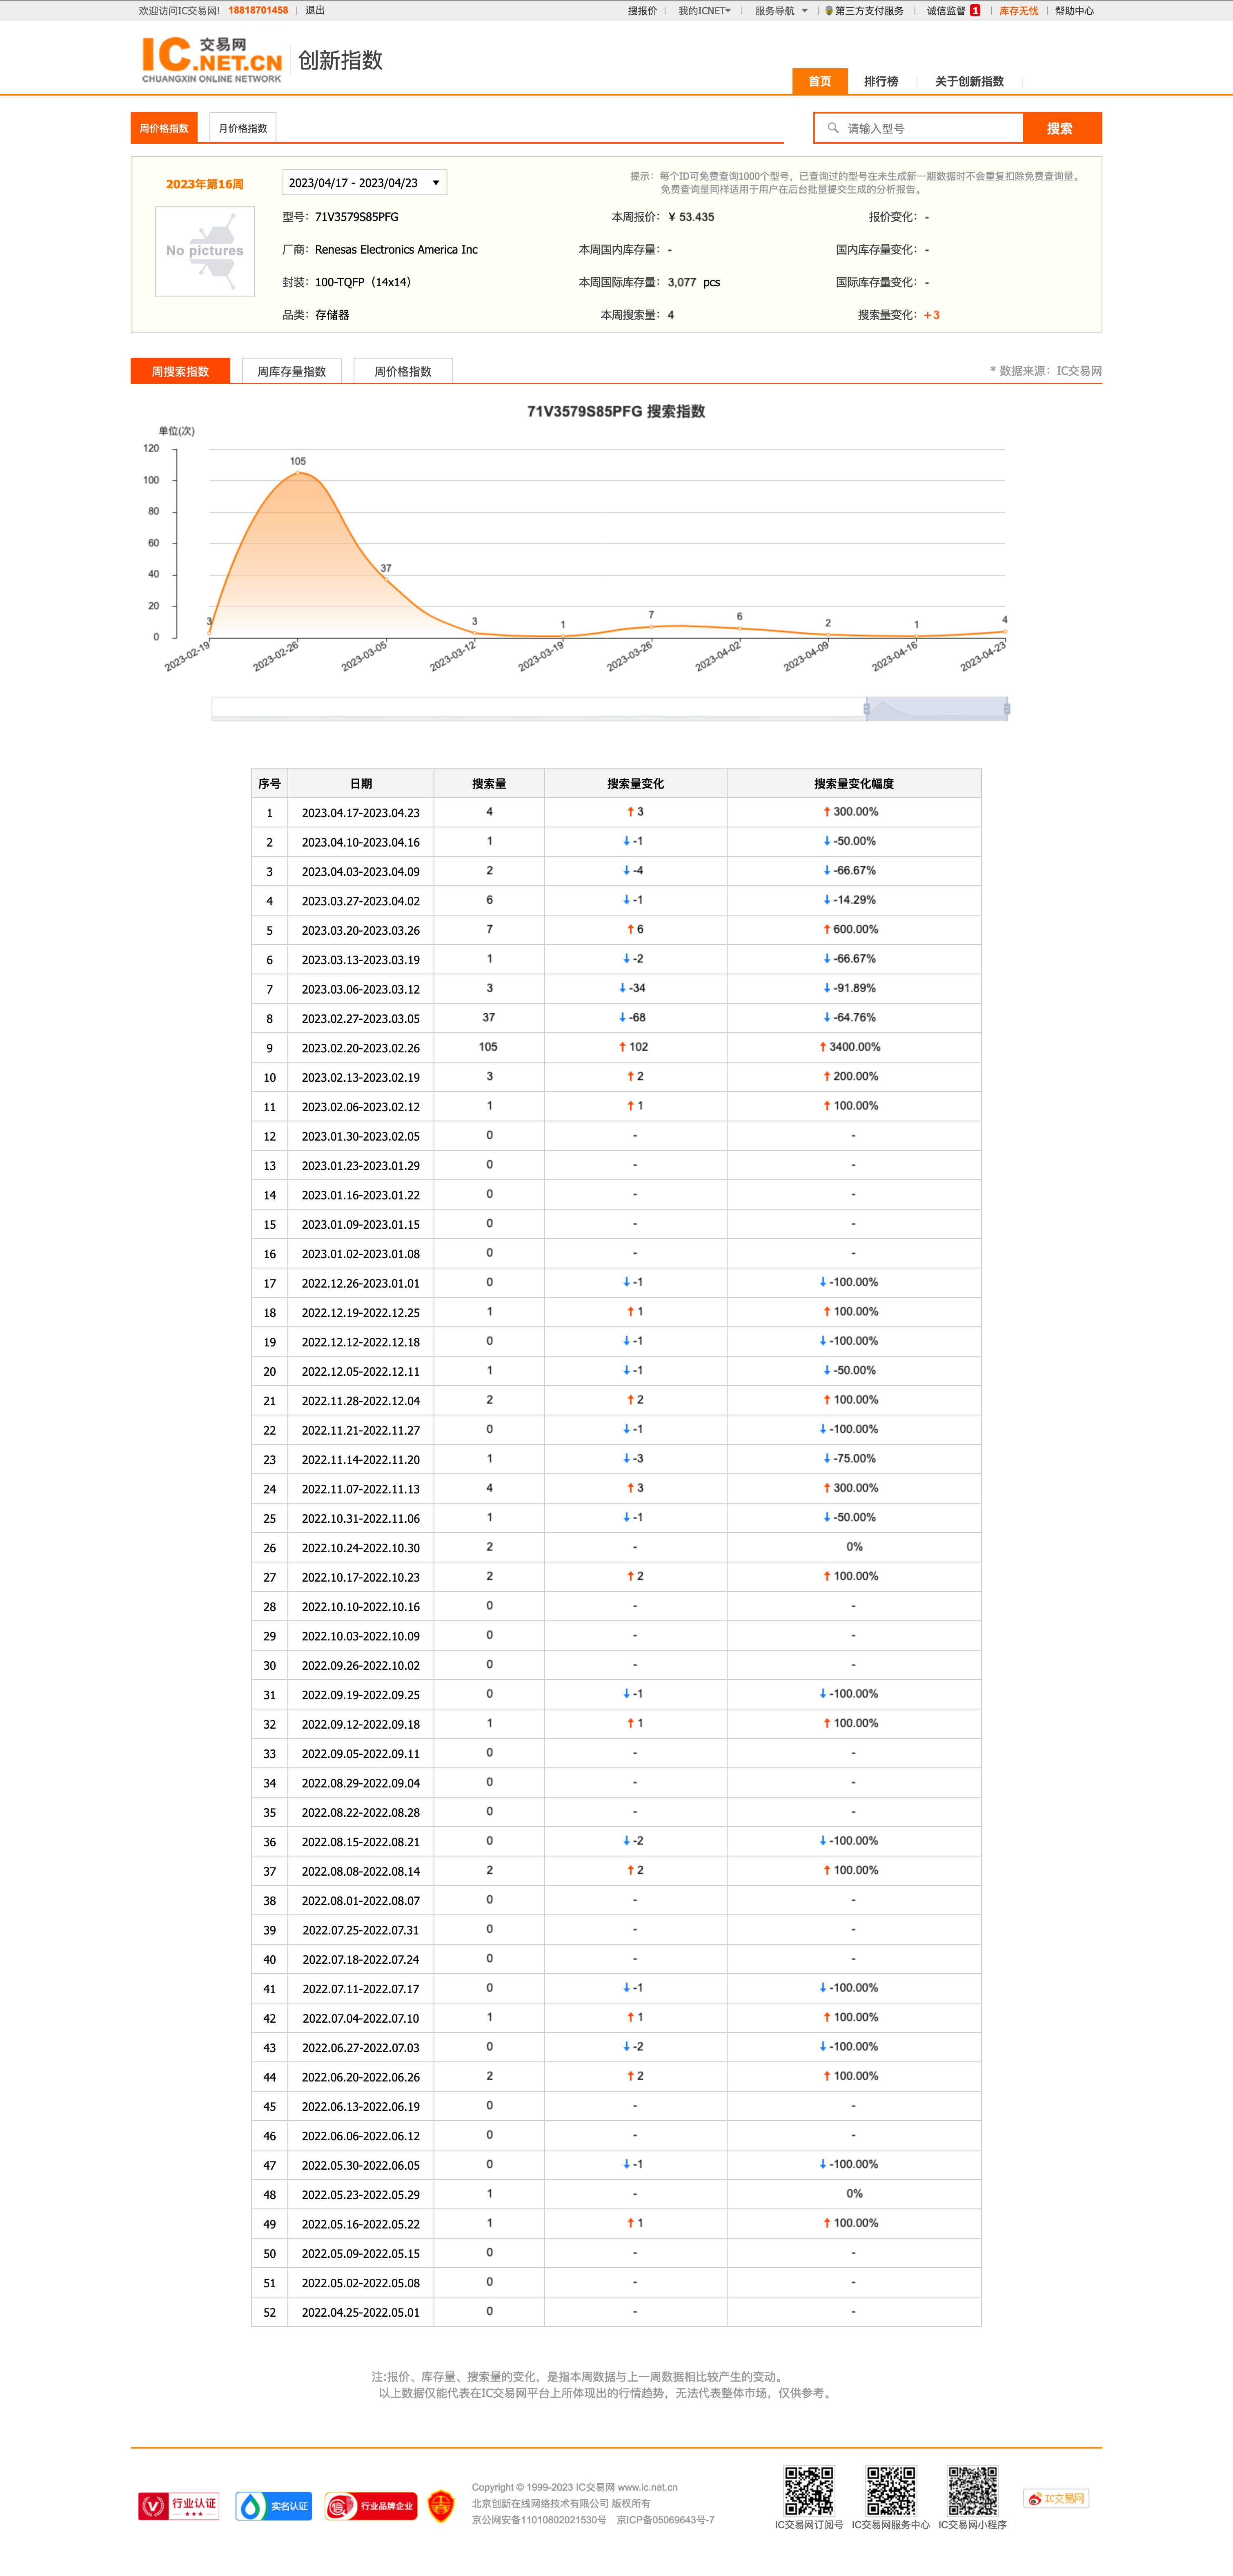 欢迎访问IC交易网! 18818701458 | 退出 搜报价 | 我的ICNET | 服务导航 | 第三方支付服务 | 诚信监督 1 | 库存无忧 | 帮助中心
IC 交易网
.NET.CN
CHUANGXIN ONLINE NETWORK
创新指数
首页 排行榜 关于创新指数
周价格指数 月价格指数 请输入型号 搜索
2023年第16周 2023/04/17 - 2023/04/23 提示：每个ID可免费查询1000个型号，已查询过的型号在未生成新一期数据时不会重复扣除免费查询量。
免费查询量同样适用于用户在后台批量提交生成的分析报告。
No pictures
型号：71V3579S85PFG 本周报价：¥ 53.435 报价变化：-
厂商：Renesas Electronics America Inc 本周国内库存量：- 国内库存量变化：-
封装：100-TQFP（14x14） 本周国际库存量：3,077 pcs 国际库存量变化：-
品类：存储器 本周搜索量：4 搜索量变化：+3
周搜索指数 周库存量指数 周价格指数 * 数据来源：IC交易网
71V3579S85PFG 搜索指数
单位(次)
120
100
80
60
40
20
0
3 105 37 3 1 7 6 2 1 4
2023-02-19 2023-02-26 2023-03-05 2023-03-12 2023-03-19 2023-03-26 2023-04-02 2023-04-09 2023-04-16 2023-04-23
序号 日期 搜索量 搜索量变化 搜索量变化幅度
1 2023.04.17-2023.04.23 4 ↑ 3 ↑ 300.00%
2 2023.04.10-2023.04.16 1 ↓ -1 ↓ -50.00%
3 2023.04.03-2023.04.09 2 ↓ -4 ↓ -66.67%
4 2023.03.27-2023.04.02 6 ↓ -1 ↓ -14.29%
5 2023.03.20-2023.03.26 7 ↑ 6 ↑ 600.00%
6 2023.03.13-2023.03.19 1 ↓ -2 ↓ -66.67%
7 2023.03.06-2023.03.12 3 ↓ -34 ↓ -91.89%
8 2023.02.27-2023.03.05 37 ↓ -68 ↓ -64.76%
9 2023.02.20-2023.02.26 105 ↑ 102 ↑ 3400.00%
10 2023.02.13-2023.02.19 3 ↑ 2 ↑ 200.00%
11 2023.02.06-2023.02.12 1 ↑ 1 ↑ 100.00%
12 2023.01.30-2023.02.05 0 - -
13 2023.01.23-2023.01.29 0 - -
14 2023.01.16-2023.01.22 0 - -
15 2023.01.09-2023.01.15 0 - -
16 2023.01.02-2023.01.08 0 - -
17 2022.12.26-2023.01.01 0 ↓ -1 ↓ -100.00%
18 2022.12.19-2022.12.25 1 ↑ 1 ↑ 100.00%
19 2022.12.12-2022.12.18 0 ↓ -1 ↓ -100.00%
20 2022.12.05-2022.12.11 1 ↓ -1 ↓ -50.00%
21 2022.11.28-2022.12.04 2 ↑ 2 ↑ 100.00%
22 2022.11.21-2022.11.27 0 ↓ -1 ↓ -100.00%
23 2022.11.14-2022.11.20 1 ↓ -3 ↓ -75.00%
24 2022.11.07-2022.11.13 4 ↑ 3 ↑ 300.00%
25 2022.10.31-2022.11.06 1 ↓ -1 ↓ -50.00%
26 2022.10.24-2022.10.30 2 - 0%
27 2022.10.17-2022.10.23 2 ↑ 2 ↑ 100.00%
28 2022.10.10-2022.10.16 0 - -
29 2022.10.03-2022.10.09 0 - -
30 2022.09.26-2022.10.02 0 - -
31 2022.09.19-2022.09.25 0 ↓ -1 ↓ -100.00%
32 2022.09.12-2022.09.18 1 ↑ 1 ↑ 100.00%
33 2022.09.05-2022.09.11 0 - -
34 2022.08.29-2022.09.04 0 - -
35 2022.08.22-2022.08.28 0 - -
36 2022.08.15-2022.08.21 0 ↓ -2 ↓ -100.00%
37 2022.08.08-2022.08.14 2 ↑ 2 ↑ 100.00%
38 2022.08.01-2022.08.07 0 - -
39 2022.07.25-2022.07.31 0 - -
40 2022.07.18-2022.07.24 0 - -
41 2022.07.11-2022.07.17 0 ↓ -1 ↓ -100.00%
42 2022.07.04-2022.07.10 1 ↑ 1 ↑ 100.00%
43 2022.06.27-2022.07.03 0 ↓ -2 ↓ -100.00%
44 2022.06.20-2022.06.26 2 ↑ 2 ↑ 100.00%
45 2022.06.13-2022.06.19 0 - -
46 2022.06.06-2022.06.12 0 - -
47 2022.05.30-2022.06.05 0 ↓ -1 ↓ -100.00%
48 2022.05.23-2022.05.29 1 - 0%
49 2022.05.16-2022.05.22 1 ↑ 1 ↑ 100.00%
50 2022.05.09-2022.05.15 0 - -
51 2022.05.02-2022.05.08 0 - -
52 2022.04.25-2022.05.01 0 - -
注:报价、库存量、搜索量的变化，是指本周数据与上一周数据相比较产生的变动。
以上数据仅能代表在IC交易网平台上所体现出的行情趋势，无法代表整体市场，仅供参考。
行业认证 实名认证 行业品牌企业
Copyright © 1999-2023 IC交易网 www.ic.net.cn
北京创新在线网络技术有限公司 版权所有
京公网安备11010802021530号 京ICP备05069643号-7
IC交易网订阅号 IC交易网服务中心 IC交易网小程序
IC交易网